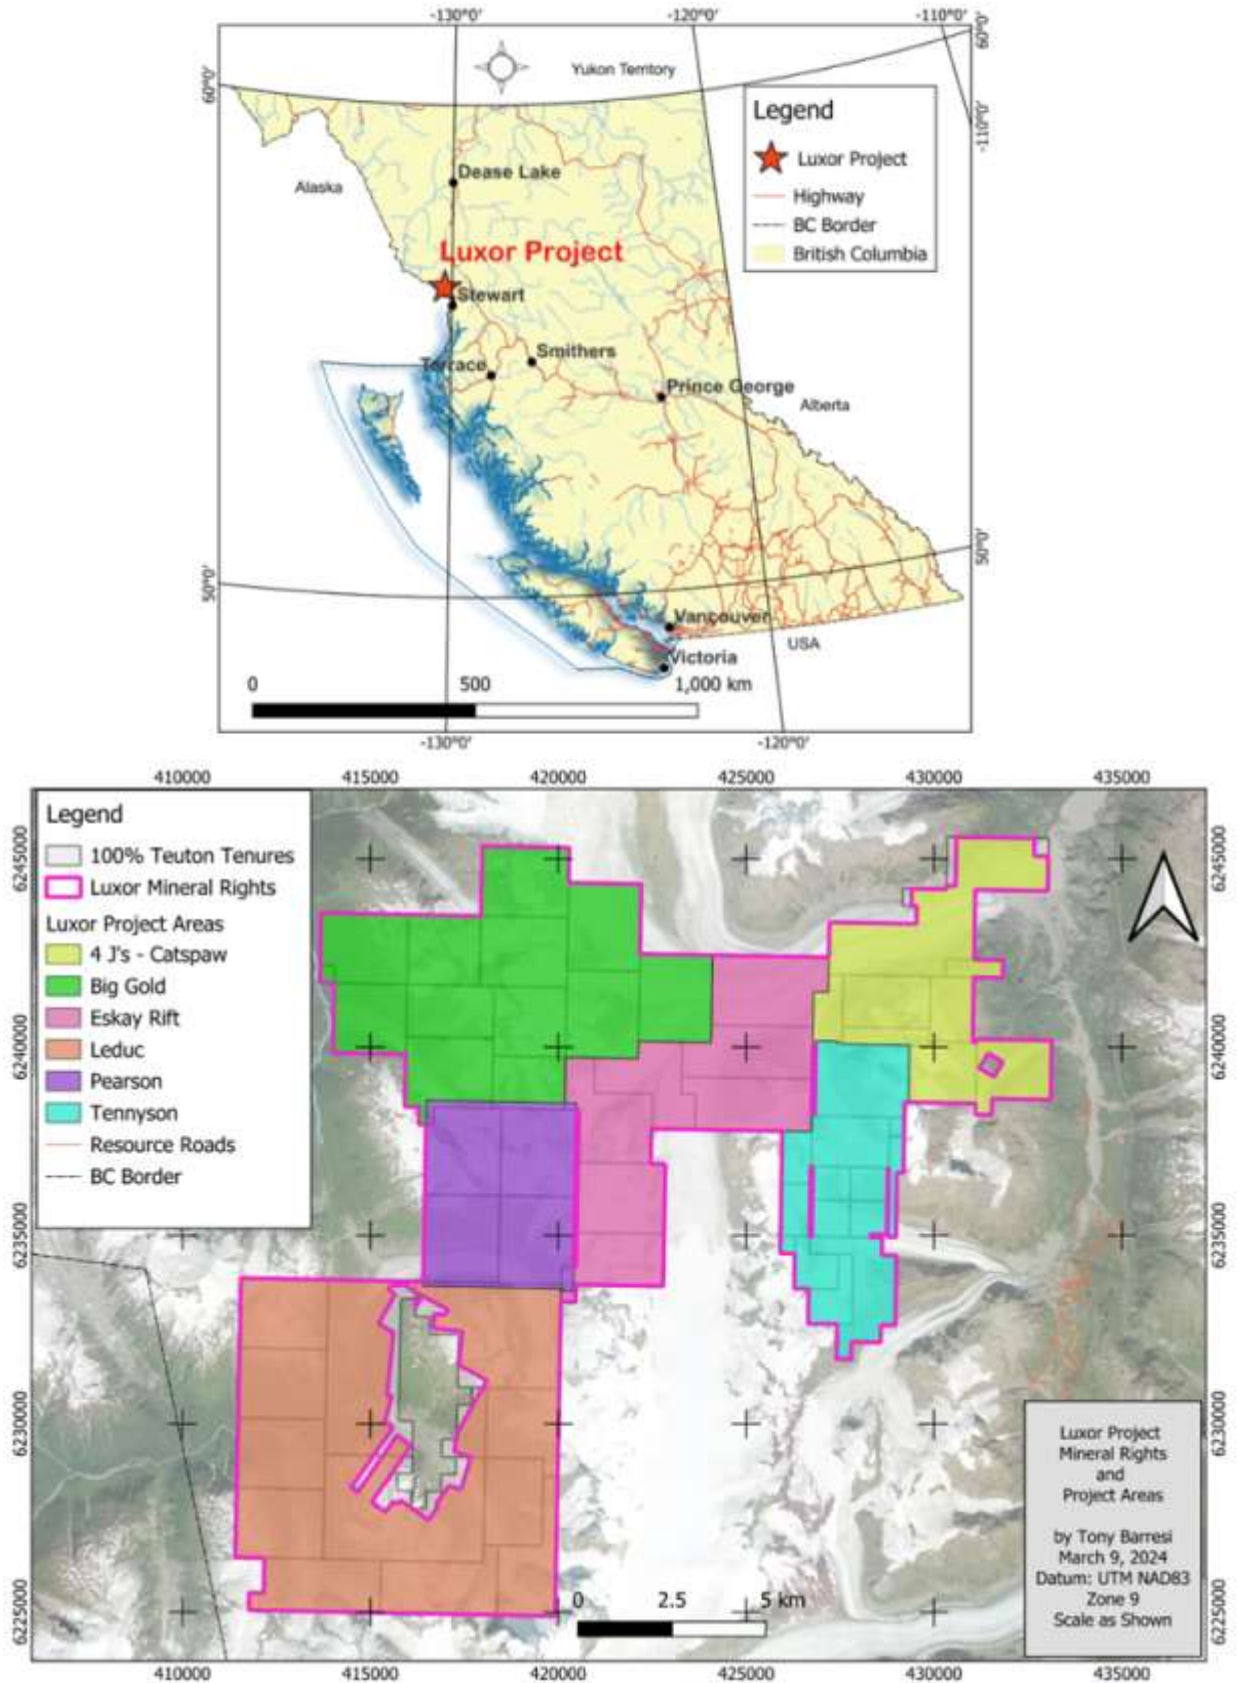 -130°0'
-120°0'
-110°0'
60°0'
60°0'
-110°0'
Yukon Territory
Legend
Luxor Project
Highway
BC Border
British Columbia
Alaska
Dease Lake
Luxor Project
Stewart
Smithers
Terrace
Prince George
Alberta
50°0'
50°0'
Vancouver
USA
Victoria
0
500
1,000 km
-130°0'
-120°0'
410000
415000
420000
425000
430000
435000
Legend
100% Teuton Tenures
Luxor Mineral Rights
Luxor Project Areas
4 J's - Catspaw
Big Gold
Eskay Rift
Leduc
Pearson
Tennyson
Resource Roads
BC Border
6245000
6245000
6240000
6240000
6235000
6235000
6230000
6230000
6225000
6225000
Luxor Project
Mineral Rights
and
Project Areas
by Tony Barresi
March 9, 2024
Datum: UTM NAD83
Zone 9
Scale as Shown
0
2.5
5 km
410000
415000
420000
425000
430000
435000